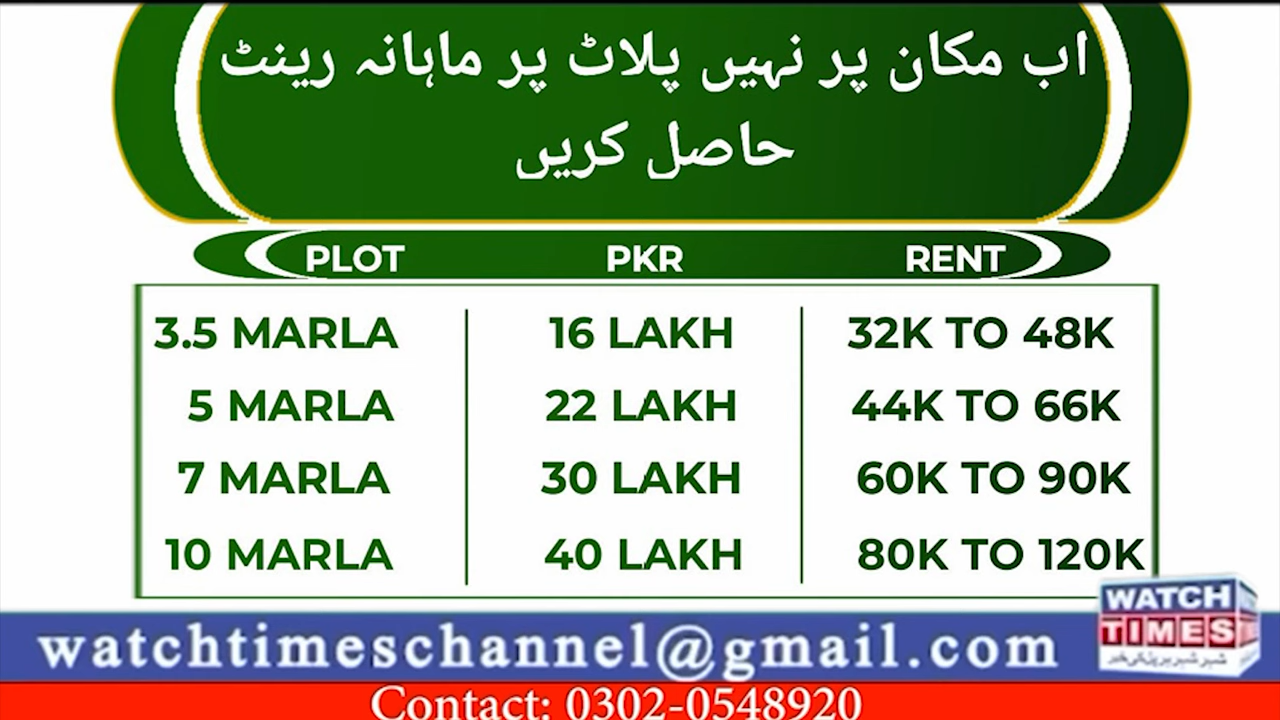 اب مکان پر نہیں پلاٹ پر ماہانہ رینٹ
حاصل کریں
PLOT PKR RENT
3.5 MARLA 16 LAKH 32K TO 48K
5 MARLA 22 LAKH 44K TO 66K
7 MARLA 30 LAKH 60K TO 90K
10 MARLA 40 LAKH 80K TO 120K
WATCH
TIMES
watchtimeschannel@gmail.com
Contact: 0302-0548920